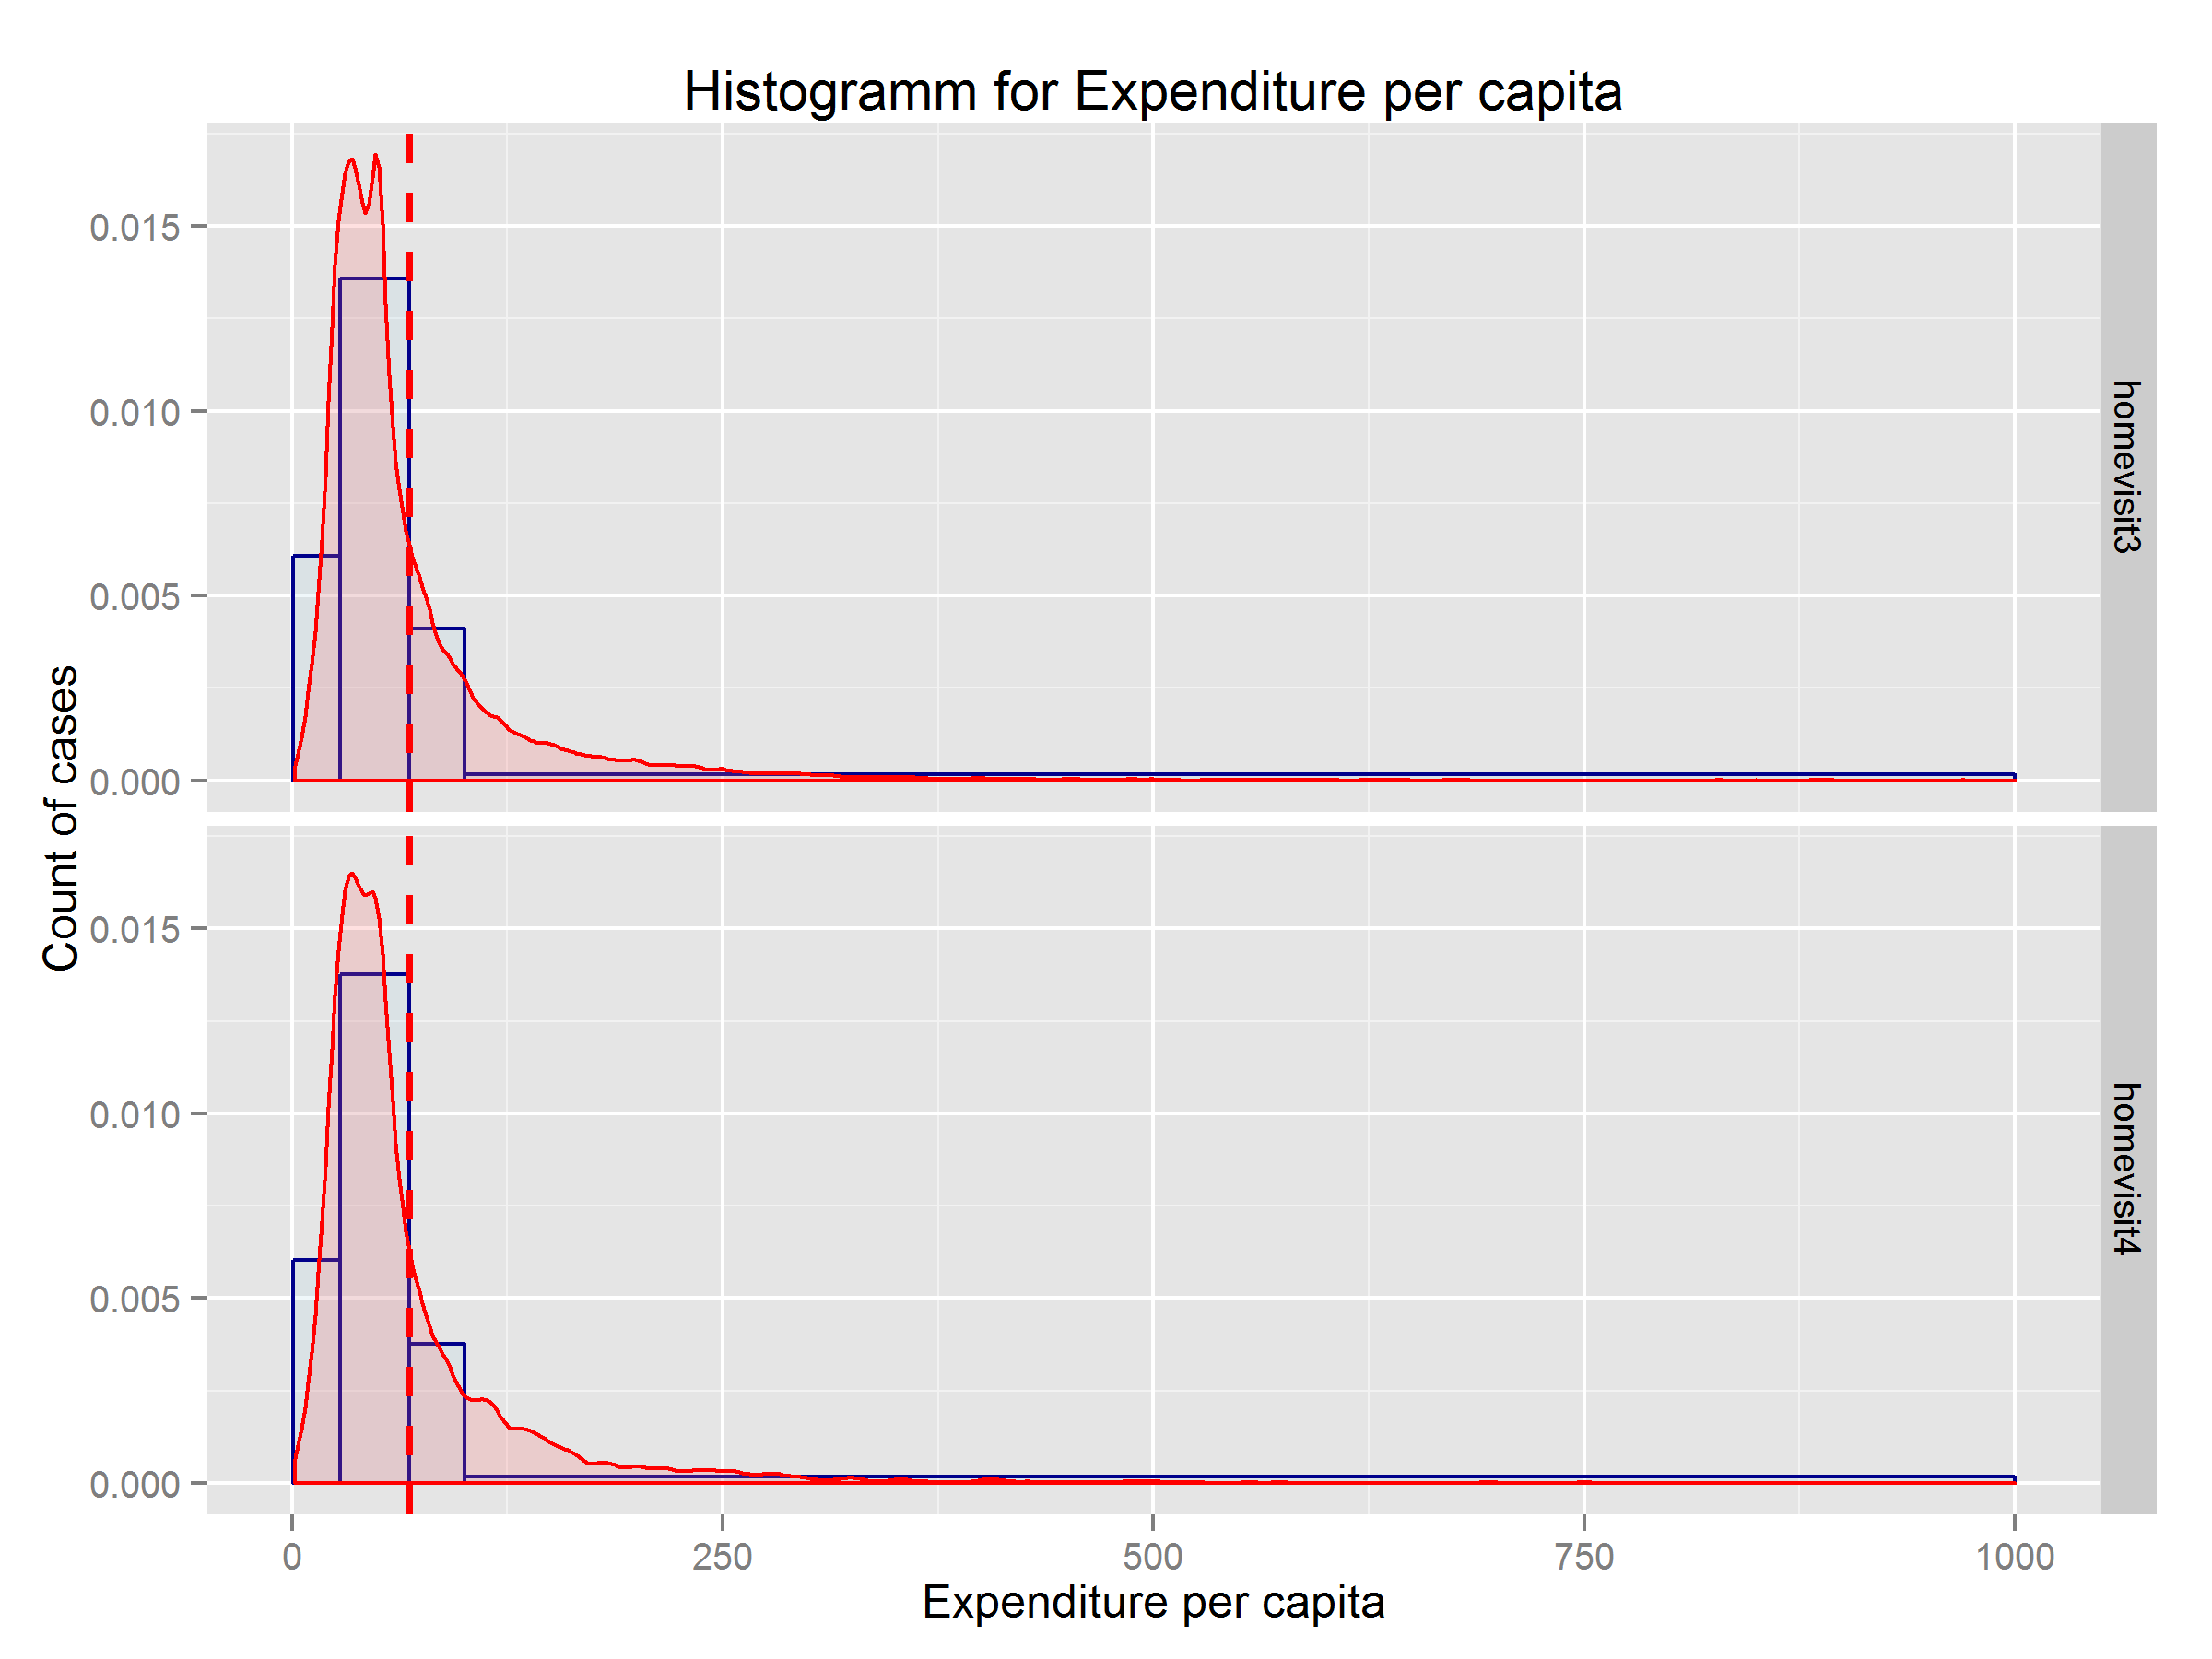 Histogramm for Expenditure per capita
Count of cases
0.015
0.010
0.005
0.000
homevisit3
0.015
0.010
0.005
0.000
homevisit4
0
250
500
750
1000
Expenditure per capita